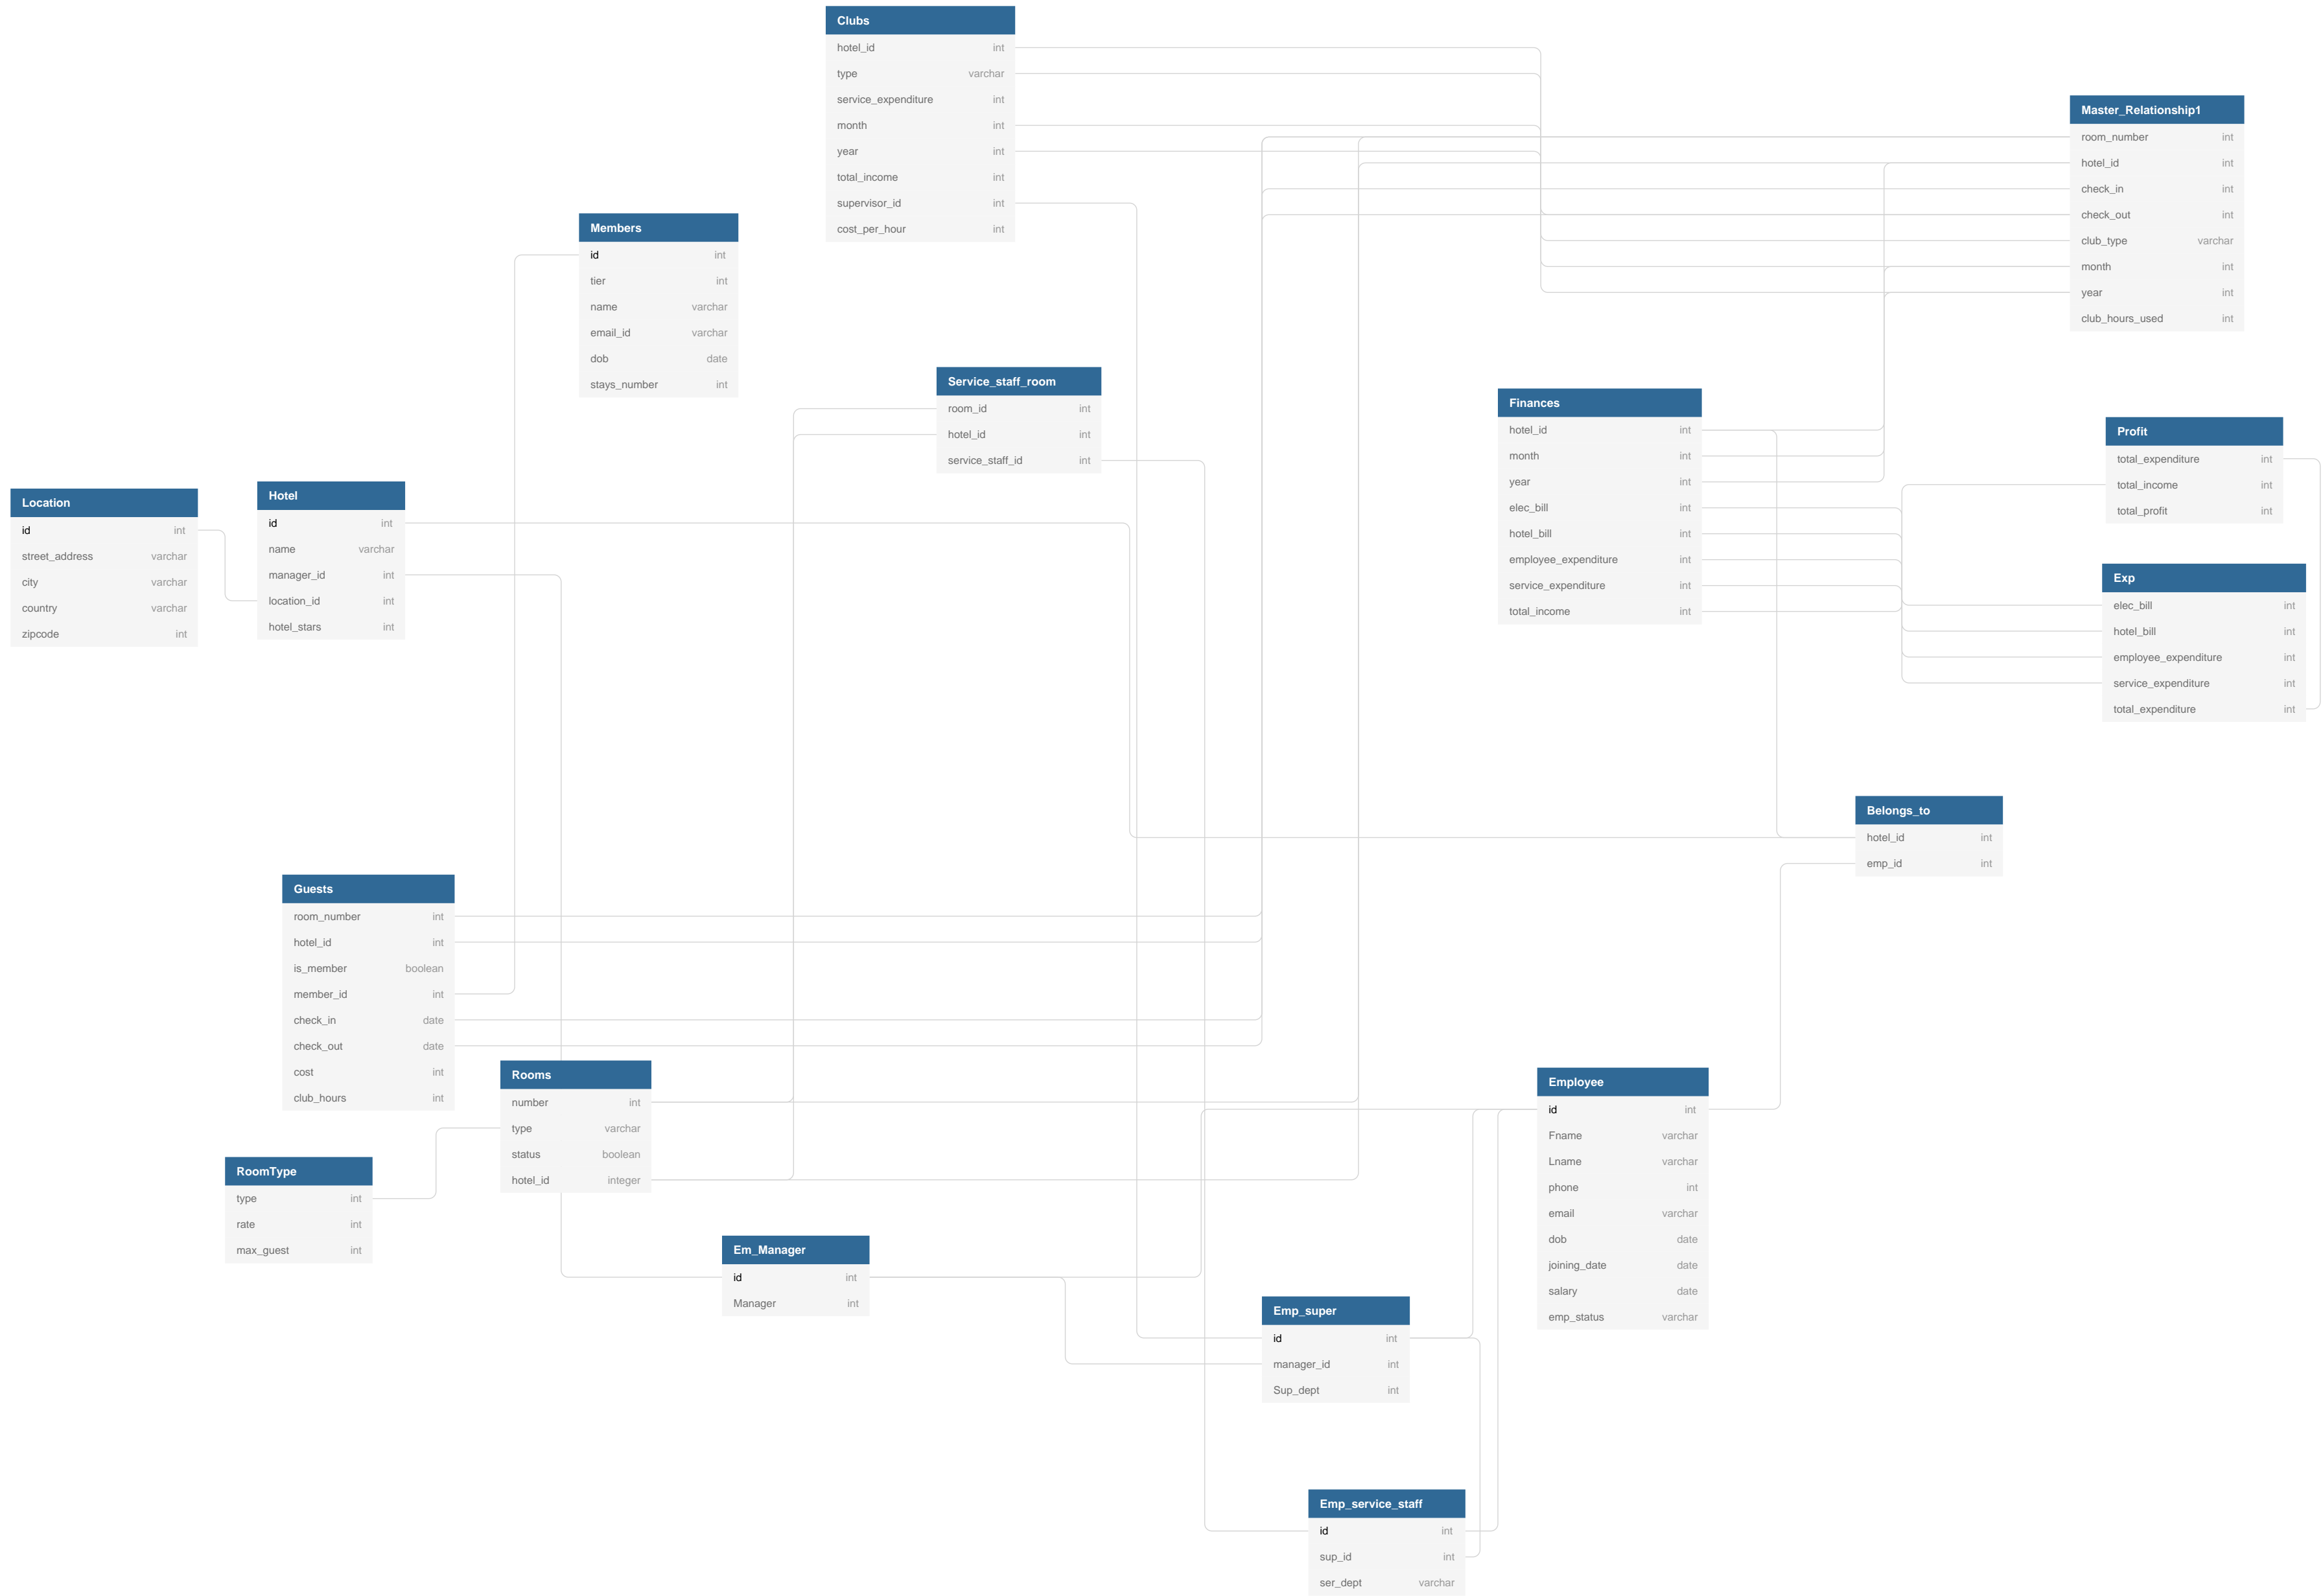 Clubs
hotel_id int
type varchar
service_expenditure int
month int
year int
total_income int
supervisor_id int
cost_per_hour int
Master_Relationship1
room_number int
hotel_id int
check_in int
check_out int
club_type varchar
month int
year int
club_hours_used int
Members
id int
tier int
name varchar
email_id varchar
dob date
stays_number int
Service_staff_room
room_id int
hotel_id int
service_staff_id int
Finances
hotel_id int
month int
year int
elec_bill int
hotel_bill int
employee_expenditure int
service_expenditure int
total_income int
Profit
total_expenditure int
total_income int
total_profit int
Location
id int
street_address varchar
city varchar
country varchar
zipcode int
Hotel
id int
name varchar
manager_id int
location_id int
hotel_stars int
Exp
elec_bill int
hotel_bill int
employee_expenditure int
service_expenditure int
total_expenditure int
Belongs_to
hotel_id int
emp_id int
Guests
room_number int
hotel_id int
is_member boolean
member_id int
check_in date
check_out date
cost int
club_hours int
Rooms
number int
type varchar
status boolean
hotel_id integer
Employee
id int
Fname varchar
Lname varchar
phone int
email varchar
dob date
joining_date date
salary date
emp_status varchar
RoomType
type int
rate int
max_guest int
Em_Manager
id int
Manager int
Emp_super
id int
manager_id int
Sup_dept int
Emp_service_staff
id int
sup_id int
ser_dept varchar